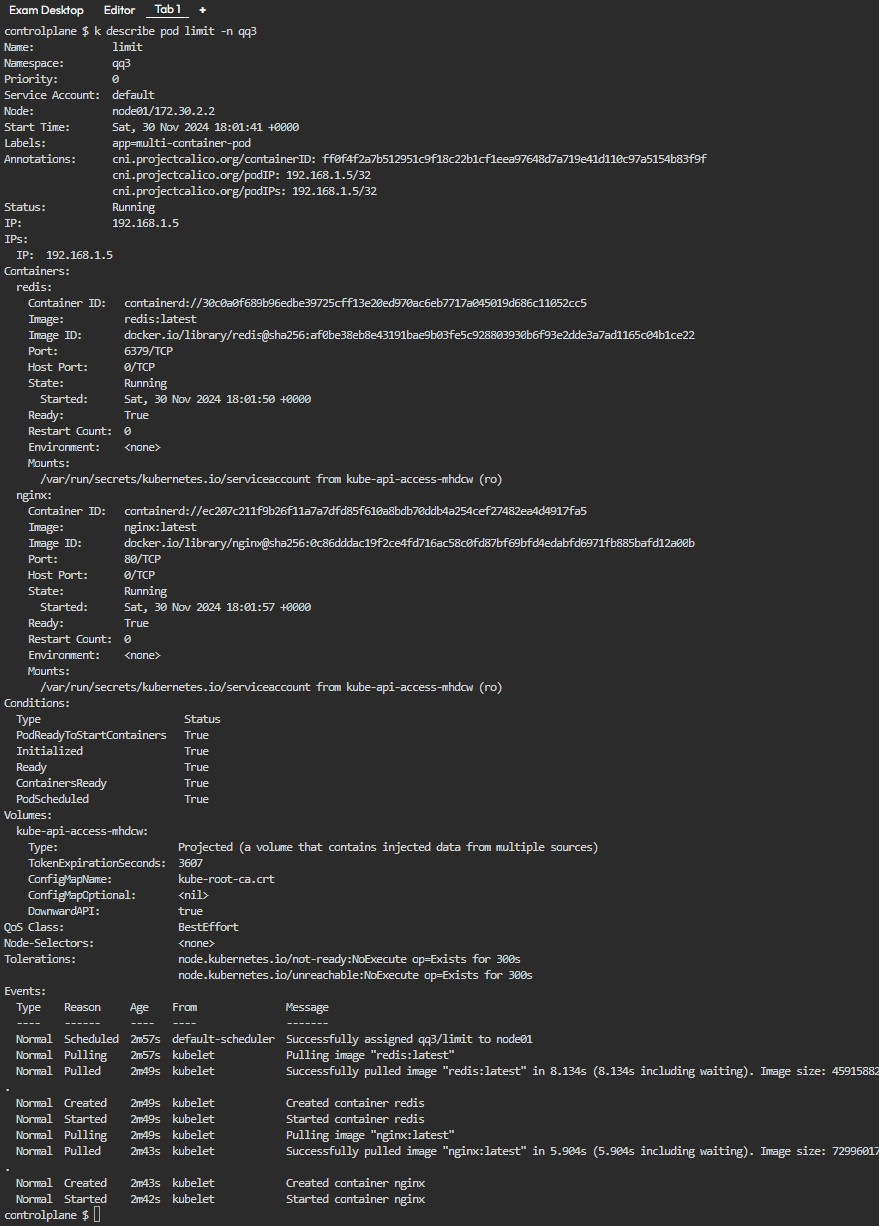 Exam Desktop Editor Tab 1 +
controlplane $ k describe pod limit -n qq3
Name: limit
Namespace: qq3
Priority: 0
Service Account: default
Node: node01/172.30.2.2
Start Time: Sat, 30 Nov 2024 18:01:41 +0000
Labels: app=multi-container-pod
Annotations: cni.projectcalico.org/containerID: ff0f4f2a7b512951c9f18c22b1cf1eea97648d7a719e41d110c97a5154b83f9f
cni.projectcalico.org/podIP: 192.168.1.5/32
cni.projectcalico.org/podIPs: 192.168.1.5/32
Status: Running
IP: 192.168.1.5
IPs:
IP: 192.168.1.5
Containers:
redis:
Container ID: containerd://30c0a0f689b96edbe39725cff13e20ed970ac6eb7717a045019d686c11052cc5
Image: redis:latest
Image ID: docker.io/library/redis@sha256:af0be38eb8e43191bae9b03fe5c928803930b6f93e2dde3a7ad1165c04b1ce22
Port: 6379/TCP
Host Port: 0/TCP
State: Running
Started: Sat, 30 Nov 2024 18:01:50 +0000
Ready: True
Restart Count: 0
Environment: <none>
Mounts:
/var/run/secrets/kubernetes.io/serviceaccount from kube-api-access-mhdcw (ro)
nginx:
Container ID: containerd://ec207c211f9b26f11a7a7dfd85f610a8bdb70ddb4a254cef27482ea4d4917fa5
Image: nginx:latest
Image ID: docker.io/library/nginx@sha256:0c86dddac19f2ce4fd716ac58c0fd87bf69bfd4edabfd6971fb885bafd12a00b
Port: 80/TCP
Host Port: 0/TCP
State: Running
Started: Sat, 30 Nov 2024 18:01:57 +0000
Ready: True
Restart Count: 0
Environment: <none>
Mounts:
/var/run/secrets/kubernetes.io/serviceaccount from kube-api-access-mhdcw (ro)
Conditions:
Type Status
PodReadyToStartContainers True
Initialized True
Ready True
ContainersReady True
PodScheduled True
Volumes:
kube-api-access-mhdcw:
Type: Projected (a volume that contains injected data from multiple sources)
TokenExpirationSeconds: 3607
ConfigMapName: kube-root-ca.crt
ConfigMapOptional: <nil>
DownwardAPI: true
QoS Class: BestEffort
Node-Selectors: <none>
Tolerations: node.kubernetes.io/not-ready:NoExecute op=Exists for 300s
node.kubernetes.io/unreachable:NoExecute op=Exists for 300s
Events:
Type Reason Age From Message
---- ------ ---- ---- -------
Normal Scheduled 2m57s default-scheduler Successfully assigned qq3/limit to node01
Normal Pulling 2m57s kubelet Pulling image "redis:latest"
Normal Pulled 2m49s kubelet Successfully pulled image "redis:latest" in 8.134s (8.134s including waiting). Image size: 45915882
.
Normal Created 2m49s kubelet Created container redis
Normal Started 2m49s kubelet Started container redis
Normal Pulling 2m49s kubelet Pulling image "nginx:latest"
Normal Pulled 2m43s kubelet Successfully pulled image "nginx:latest" in 5.904s (5.904s including waiting). Image size: 72996017
.
Normal Created 2m43s kubelet Created container nginx
Normal Started 2m42s kubelet Started container nginx
controlplane $